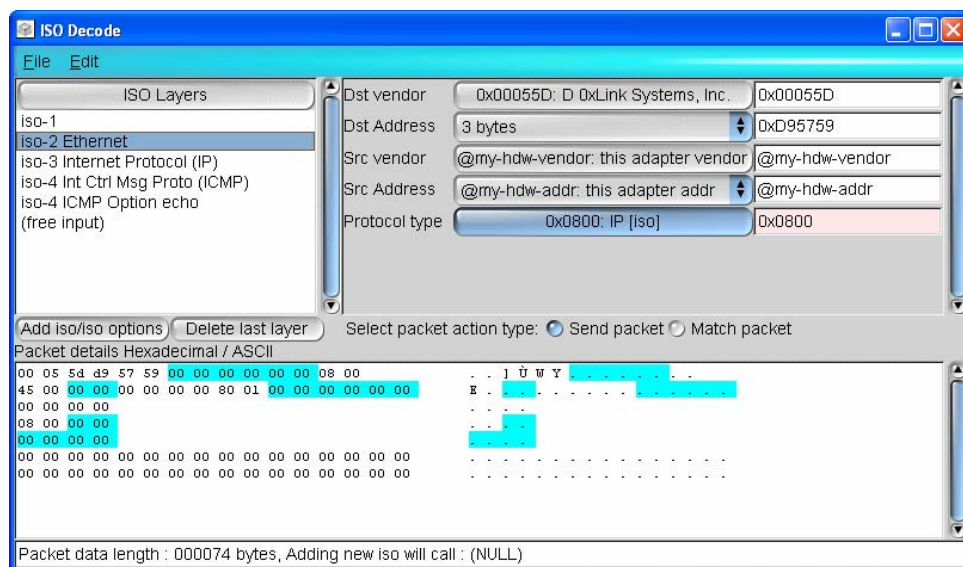 ISO Decode
File Edit
ISO Layers
iso-1
iso-2 Ethernet
iso-3 Internet Protocol (IP)
iso-4 Int Ctrl Msg Proto (ICMP)
iso-4 ICMP Option echo
(free input)
Dst vendor 0x00055D: D 0xLink Systems, Inc. 0x00055D
Dst Address 3 bytes 0xD95759
Src vendor @my-hdw-vendor: this adapter vendor @my-hdw-vendor
Src Address @my-hdw-addr: this adapter addr @my-hdw-addr
Protocol type 0x0800: IP [iso] 0x0800
Add iso/iso options Delete last layer Select packet action type: Send packet Match packet
Packet details Hexadecimal / ASCII
00 05 5d d9 57 59 00 00 00 00 00 00 08 00 . . ] Ù W Y . . . . . . . .
45 00 00 00 00 00 00 00 80 01 00 00 00 00 00 00 E . . . . . . . . . . . . . . .
00 00 00 00 . . . .
08 00 00 00 . . . .
00 00 00 00 . . . .
00 00 00 00 00 00 00 00 00 00 00 00 00 00 00 00 . . . . . . . . . . . . . . . .
00 00 00 00 00 00 00 00 00 00 00 00 00 00 00 00 . . . . . . . . . . . . . . . .
Packet data length : 000074 bytes, Adding new iso will call : (NULL)